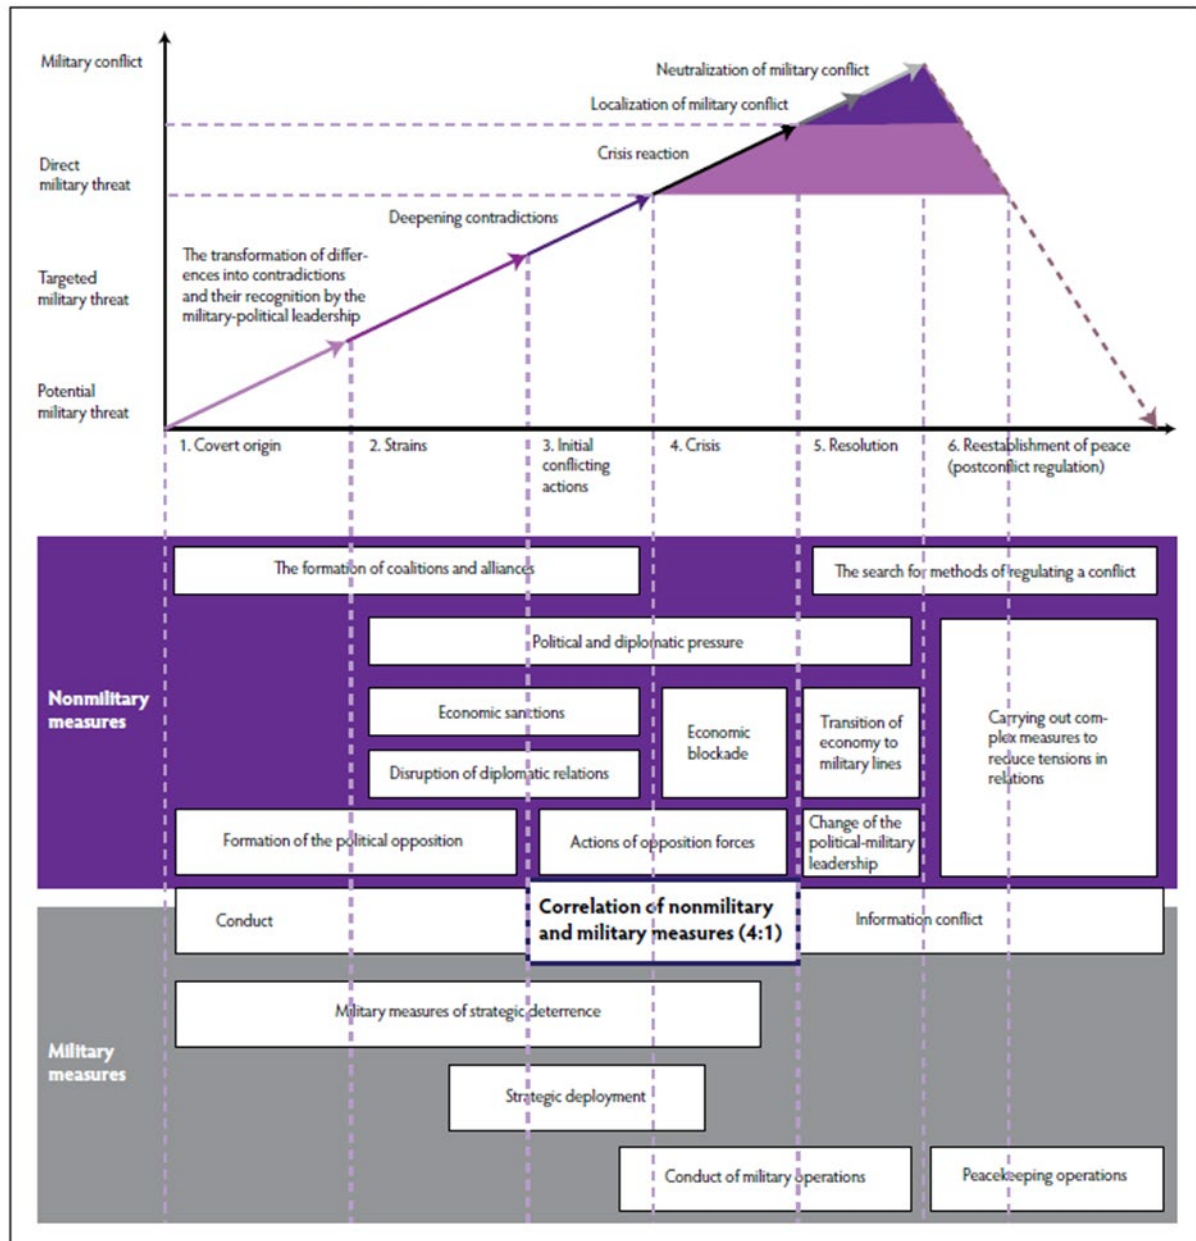 Military conflict
Neutralization of military conflict
Localization of military conflict
Direct
military threat
Crisis reaction
Deepening contradictions
The transformation of differ-
ences into contradictions
and their recognition by the
military-political leadership
Targeted
military threat
Potential
military threat
1. Covert origin
2. Strains
3. Initial
conflicting
actions
4. Crisis
5. Resolution
6. Reestablishment of peace
(postconflict regulation)
Nonmilitary
measures
The formation of coalitions and alliances
The search for methods of regulating a conflict
Political and diplomatic pressure
Economic sanctions
Disruption of diplomatic relations
Economic
blockade
Transition of
economy to
military lines
Carrying out com-
plex measures to
reduce tensions in
relations
Formation of the political opposition
Actions of opposition forces
Change of the
political-military
leadership
Conduct
Correlation of nonmilitary
and military measures (4:1)
Information conflict
Military
measures
Military measures of strategic deterrence
Strategic deployment
Conduct of military operations
Peacekeeping operations